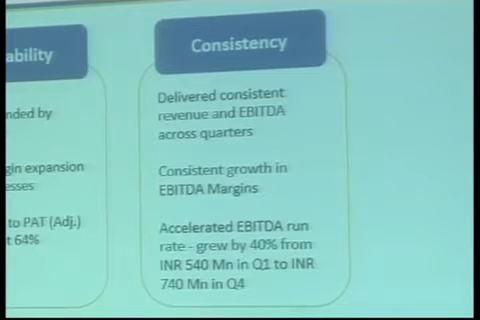 ability
nded by
gin expansion
esses
to PAT (Adj.)
t 64%
Consistency
Delivered consistent
revenue and EBITDA
across quarters
Consistent growth in
EBITDA Margins
Accelerated EBITDA run
rate - grew by 40% from
INR 540 Mn in Q1 to INR
740 Mn in Q4